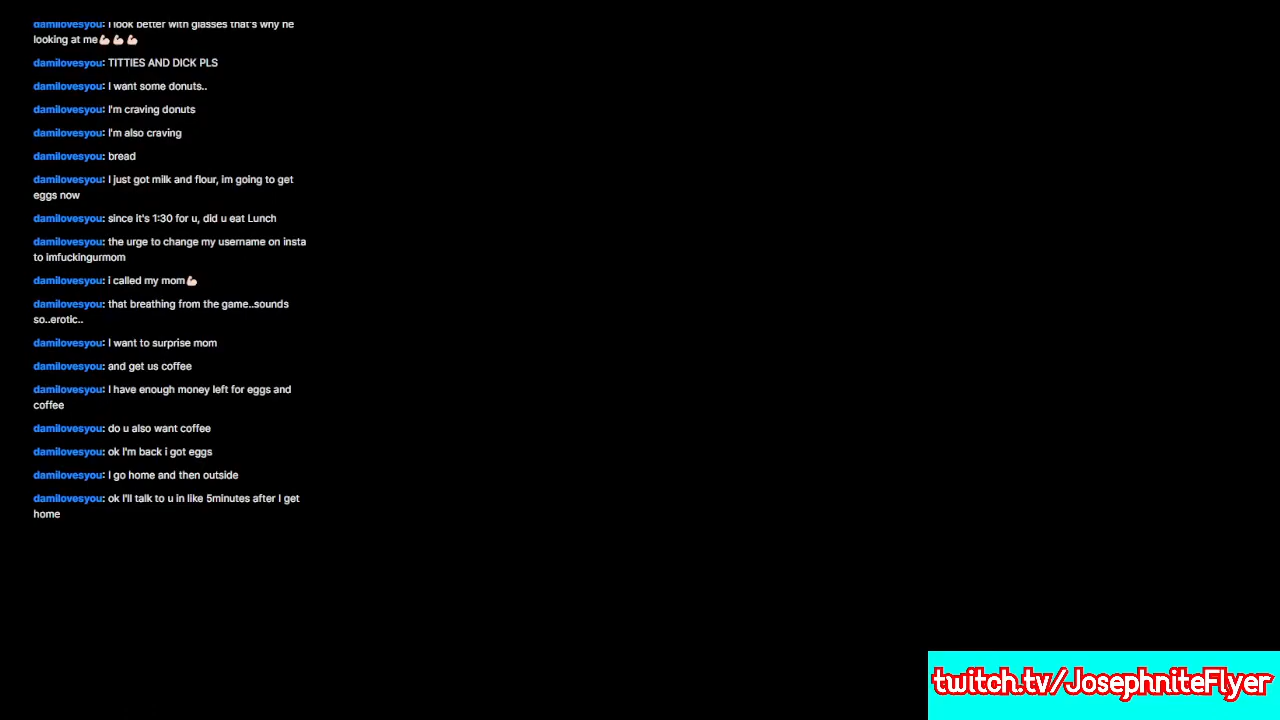 damilovesyou: I look better with glasses that's why he
looking at me💪🏻💪🏻💪🏻
damilovesyou: TITTIES AND DICK PLS
damilovesyou: I want some donuts..
damilovesyou: I'm craving donuts
damilovesyou: I'm also craving
damilovesyou: bread
damilovesyou: I just got milk and flour, im going to get
eggs now
damilovesyou: since it's 1:30 for u, did u eat Lunch
damilovesyou: the urge to change my username on insta
to imfuckingurmom
damilovesyou: i called my mom💪🏻
damilovesyou: that breathing from the game..sounds
so..erotic..
damilovesyou: I want to surprise mom
damilovesyou: and get us coffee
damilovesyou: I have enough money left for eggs and
coffee
damilovesyou: do u also want coffee
damilovesyou: ok I'm back i got eggs
damilovesyou: I go home and then outside
damilovesyou: ok I'll talk to u in like 5minutes after I get
home
twitch.tv/JosephniteFlyer